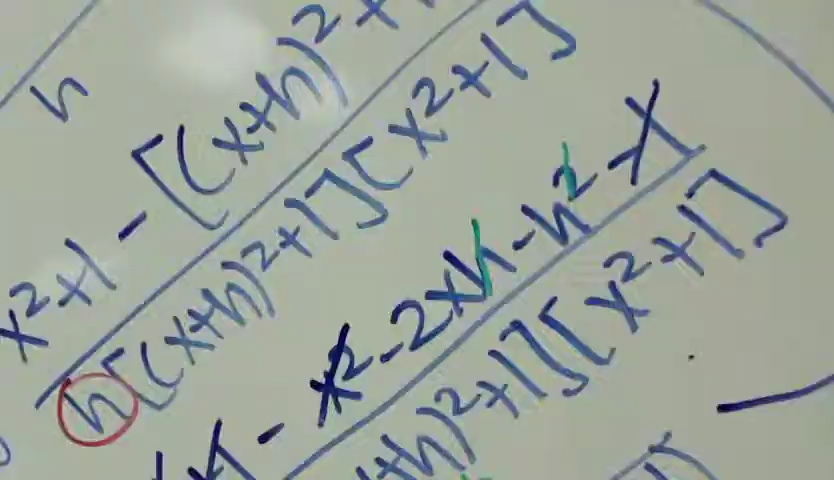 h
x²+1 - [(x+h)²+1
h[(x+h)²+1][x²+1]
+1 - x² - 2xh - h² - 1
+h)²+1][x²+1]